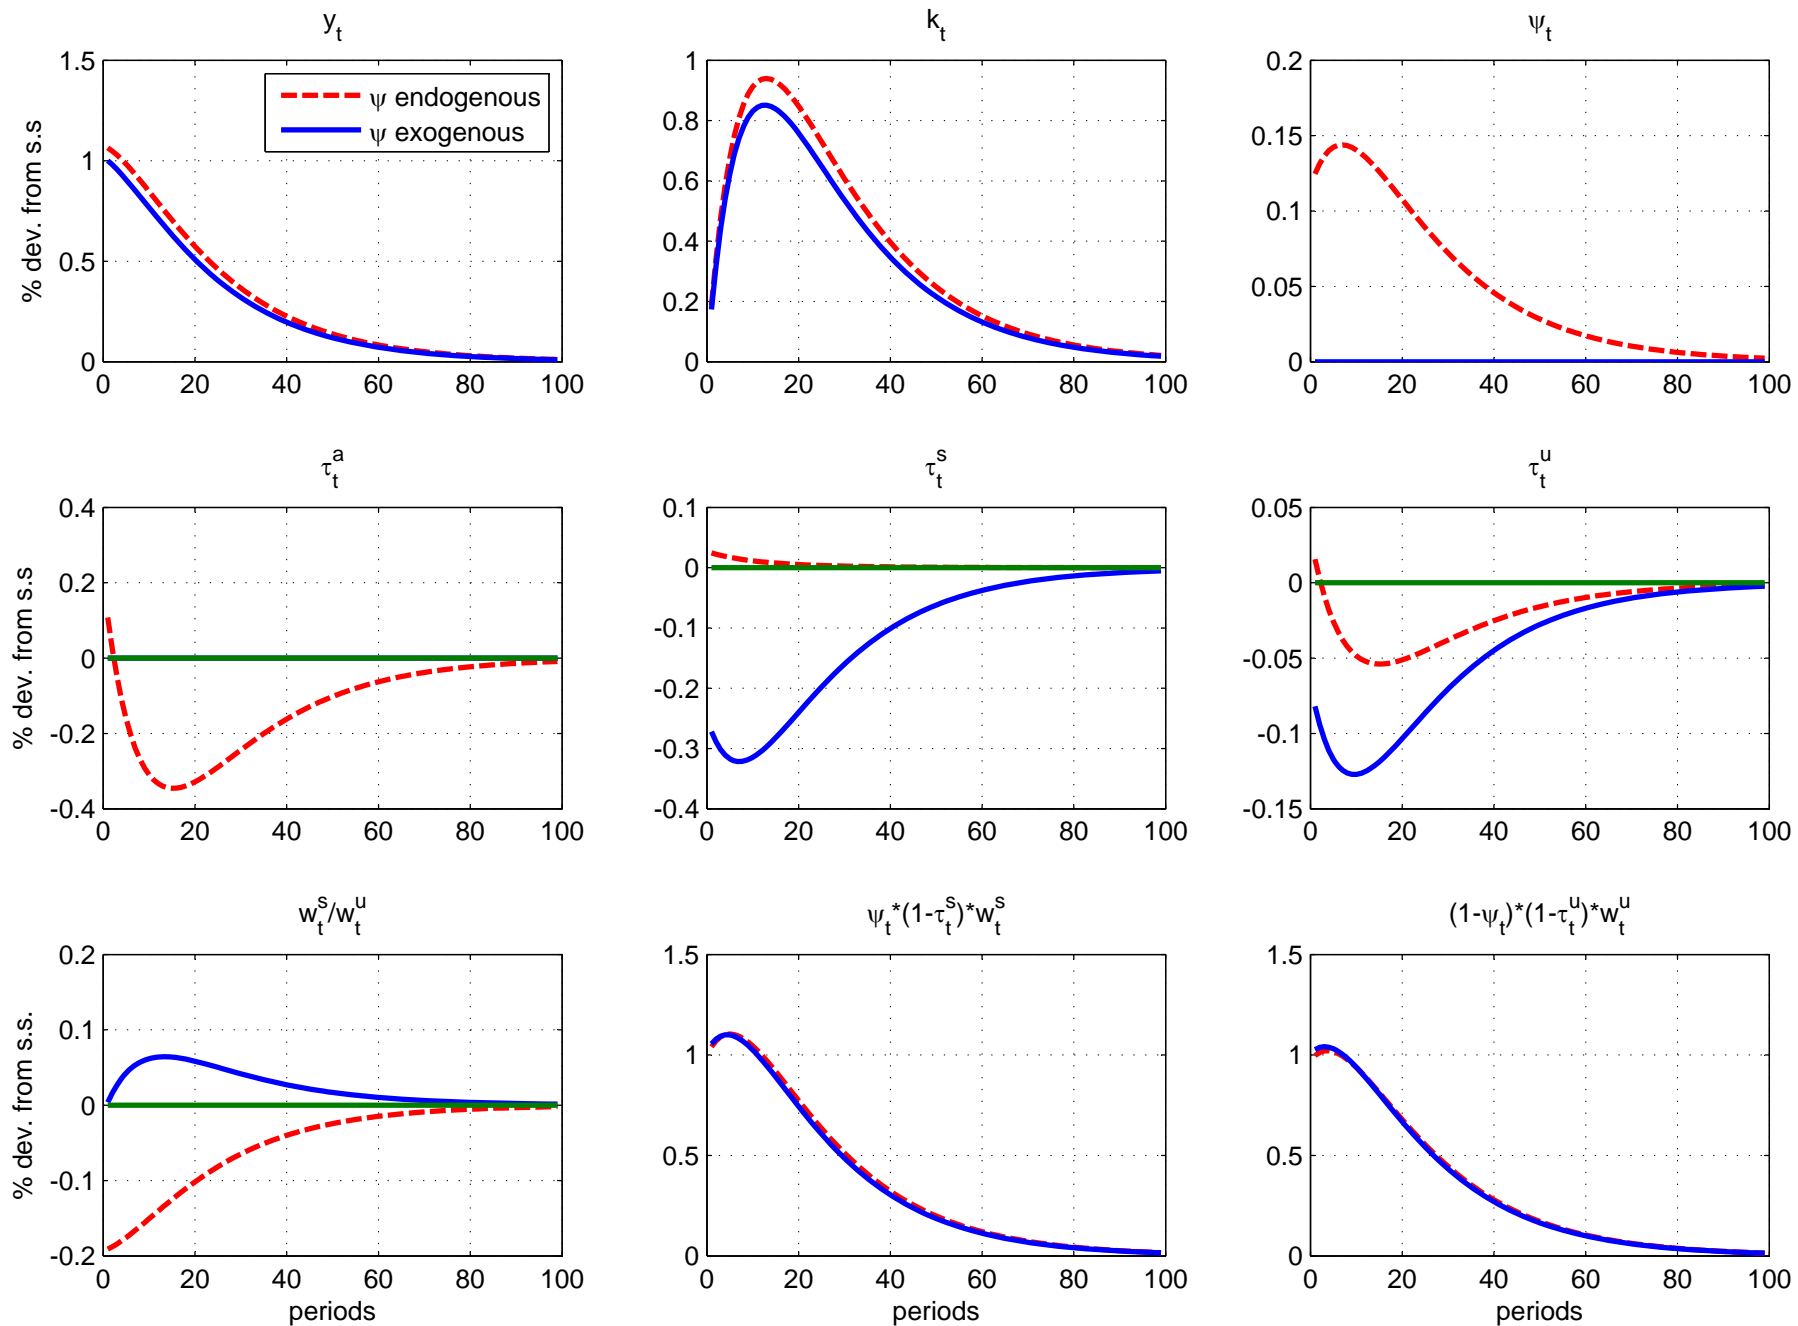 y_t
k_t
ψ_t
% dev. from s.s
1.5
1
0.5
0
0 20 40 60 80 100
ψ endogenous
ψ exogenous
1
0.8
0.6
0.4
0.2
0
0 20 40 60 80 100
0.2
0.15
0.1
0.05
0
0 20 40 60 80 100
τ_t^a
τ_t^s
τ_t^u
% dev. from s.s
0.4
0.2
0
-0.2
-0.4
0 20 40 60 80 100
0.1
0
-0.1
-0.2
-0.3
-0.4
0 20 40 60 80 100
0.05
0
-0.05
-0.1
-0.15
0 20 40 60 80 100
w_t^s/w_t^u
ψ_t*(1-τ_t^s)*w_t^s
(1-ψ_t)*(1-τ_t^u)*w_t^u
% dev. from s.s.
0.2
0.1
0
-0.1
-0.2
0 20 40 60 80 100
periods
1.5
1
0.5
0
0 20 40 60 80 100
periods
1.5
1
0.5
0
0 20 40 60 80 100
periods